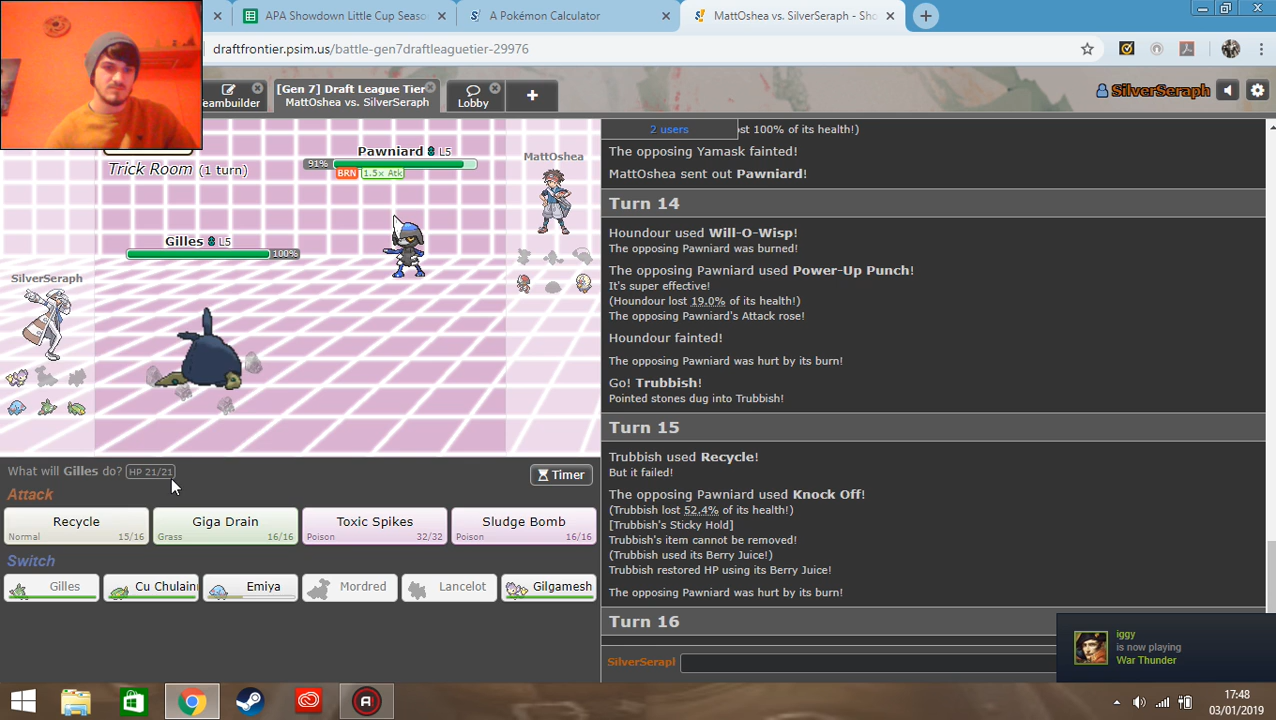 APA Showdown Little Cup Seaso
A Pokémon Calculator
MattOshea vs. SilverSeraph - Sho
draftfrontier.psim.us/battle-gen7draftleaguetier-29976
eambuilder
[Gen 7] Draft League Tier
MattOshea vs. SilverSeraph
Lobby
SilverSeraph
Trick Room (1 turn)
Pawniard L5
91%
BRN 1.5× Atk
MattOshea
Gilles L5
100%
SilverSeraph
2 users
st 100% of its health!)
The opposing Yamask fainted!
MattOshea sent out Pawniard!
Turn 14
Houndour used Will-O-Wisp!
The opposing Pawniard was burned!
The opposing Pawniard used Power-Up Punch!
It's super effective!
(Houndour lost 19.0% of its health!)
The opposing Pawniard's Attack rose!
Houndour fainted!
The opposing Pawniard was hurt by its burn!
Go! Trubbish!
Pointed stones dug into Trubbish!
Turn 15
Trubbish used Recycle!
But it failed!
The opposing Pawniard used Knock Off!
(Trubbish lost 52.4% of its health!)
[Trubbish's Sticky Hold]
Trubbish's item cannot be removed!
(Trubbish used its Berry Juice!)
Trubbish restored HP using its Berry Juice!
The opposing Pawniard was hurt by its burn!
Turn 16
SilverSerapl
What will Gilles do? HP 21/21
Timer
Attack
Recycle
Normal 15/16
Giga Drain
Grass 16/16
Toxic Spikes
Poison 32/32
Sludge Bomb
Poison 16/16
Switch
Gilles
Cu Chulainn
Emiya
Mordred
Lancelot
Gilgamesh
iggy
is now playing
War Thunder
17:48
03/01/2019